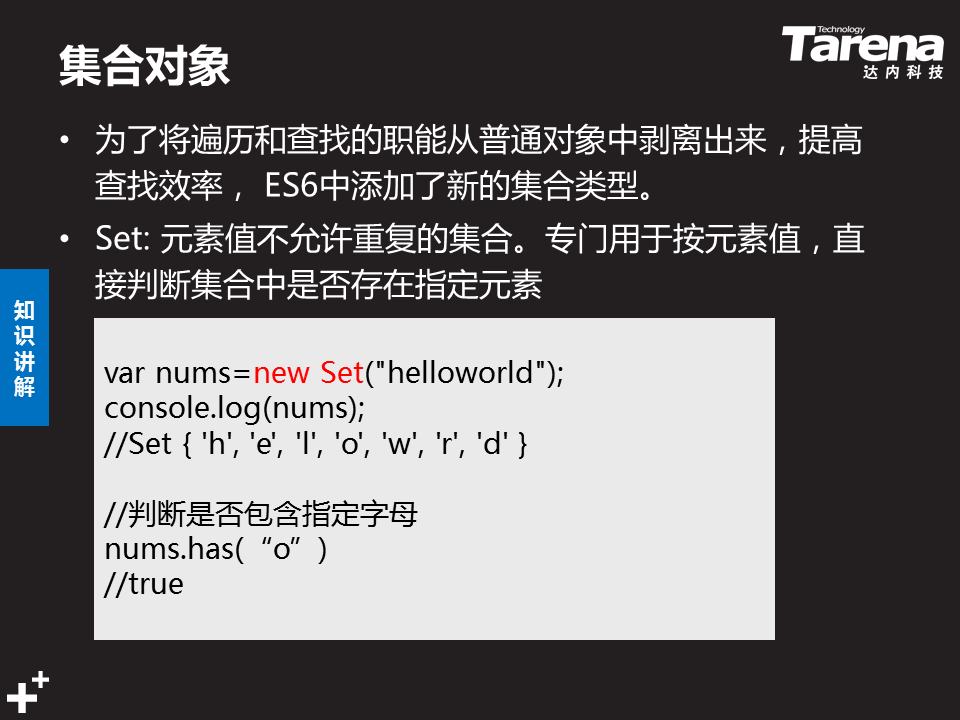 集合对象
Technology
Tarena
达内科技
• 为了将遍历和查找的职能从普通对象中剥离出来，提高
查找效率， ES6中添加了新的集合类型。
• Set: 元素值不允许重复的集合。专门用于按元素值，直
接判断集合中是否存在指定元素
知
识
讲
解
var nums=new Set("helloworld");
console.log(nums);
//Set { 'h', 'e', 'l', 'o', 'w', 'r', 'd' }
//判断是否包含指定字母
nums.has(“o”)
//true